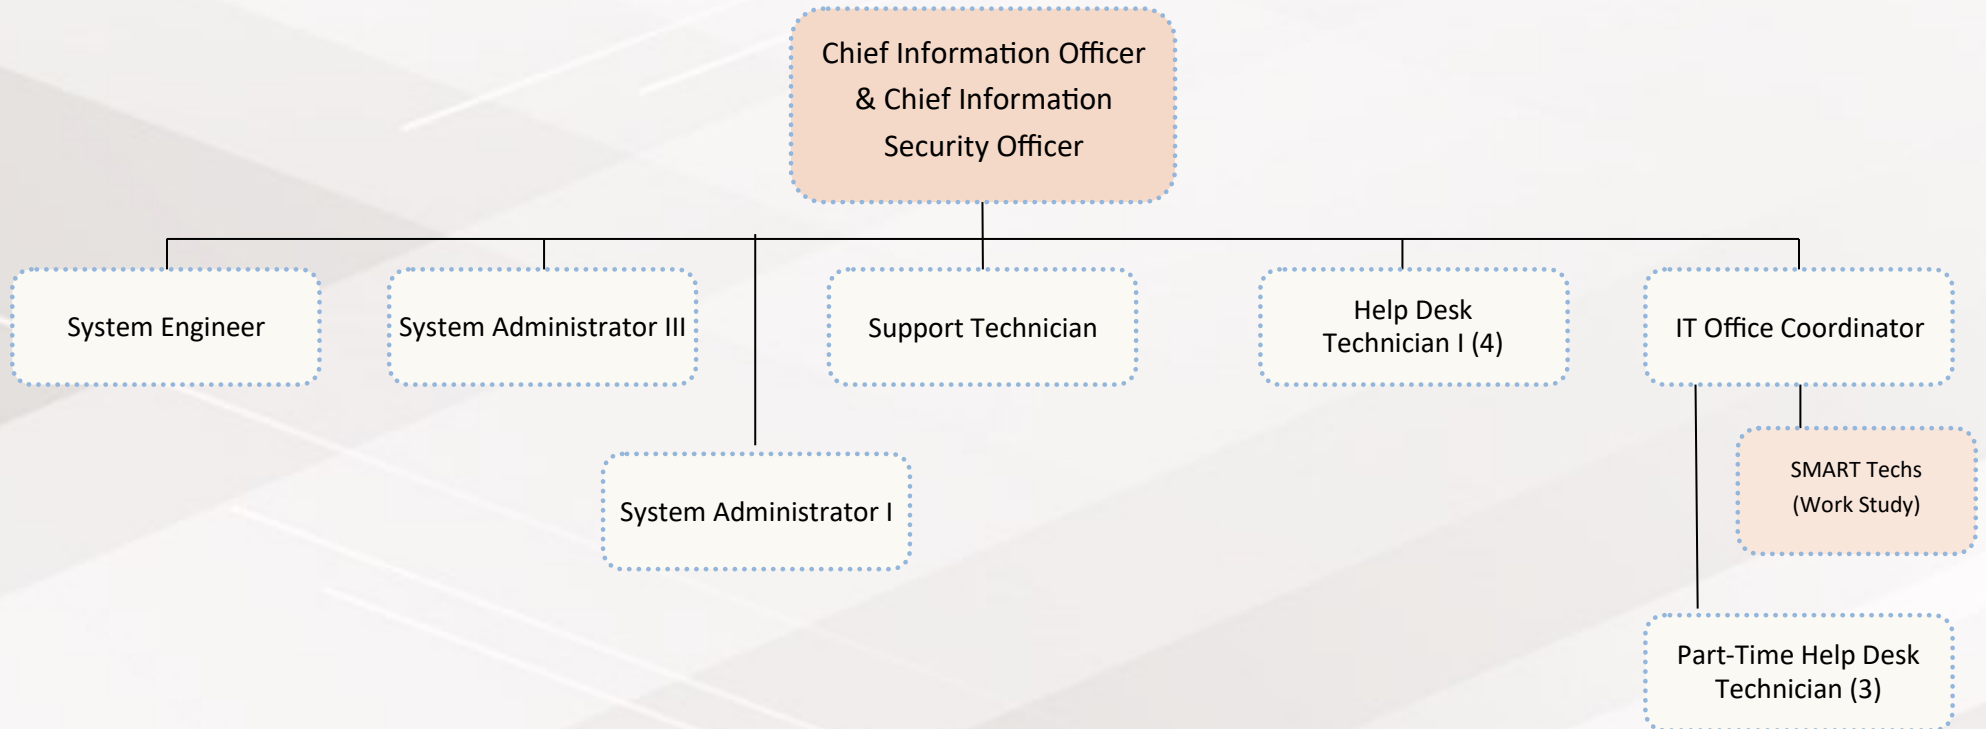 Chief Information Officer
& Chief Information
Security Officer
System Engineer
System Administrator III
Support Technician
Help Desk
Technician I (4)
IT Office Coordinator
System Administrator I
SMART Techs
(Work Study)
Part-Time Help Desk
Technician (3)